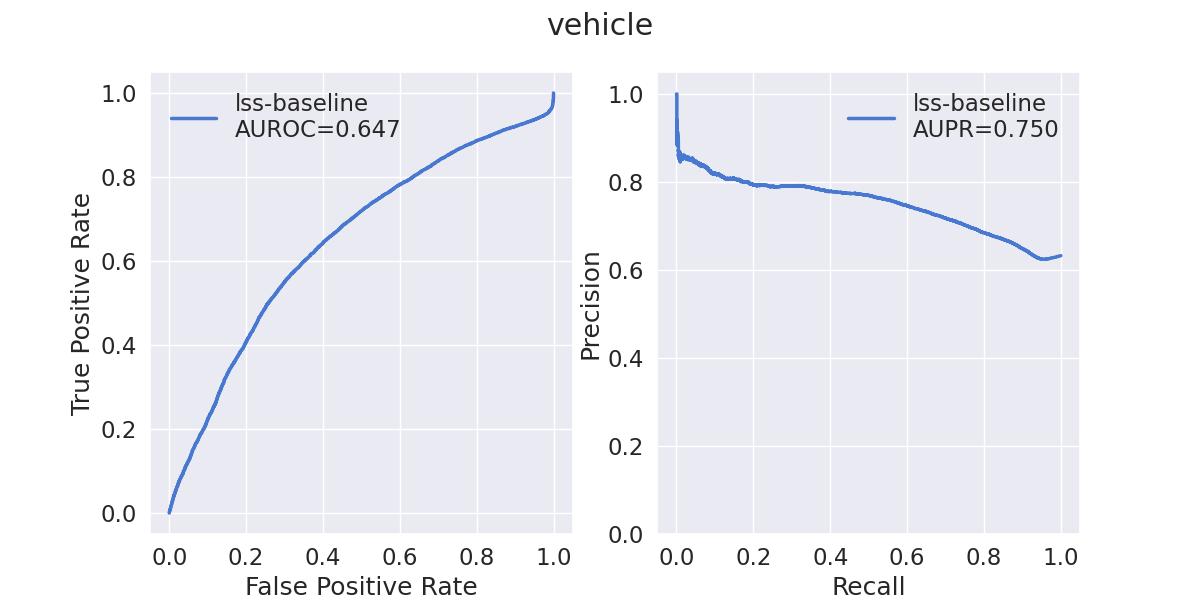 vehicle
lss-baseline
AUROC=0.647
True Positive Rate
1.0
0.8
0.6
0.4
0.2
0.0
0.0 0.2 0.4 0.6 0.8 1.0
False Positive Rate
lss-baseline
AUPR=0.750
Precision
1.0
0.8
0.6
0.4
0.2
0.0
0.0 0.2 0.4 0.6 0.8 1.0
Recall